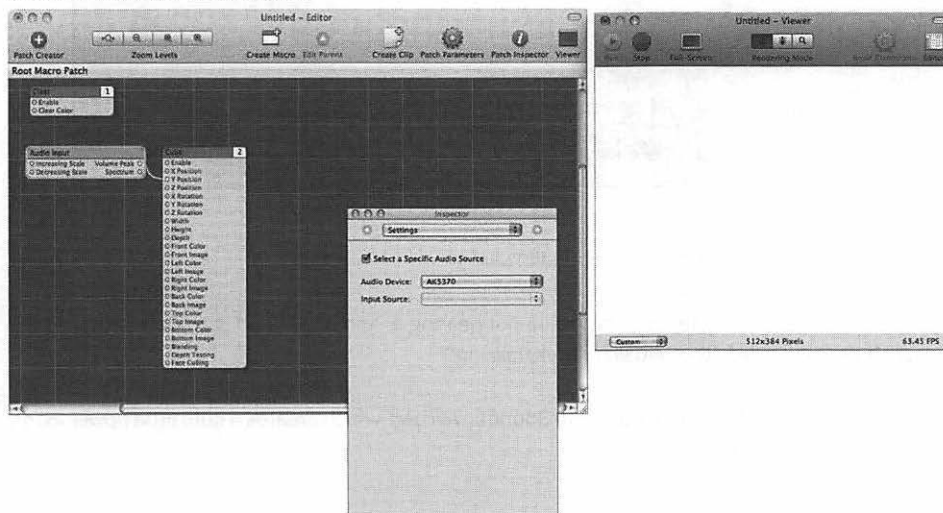 Untitled – Editor
Patch Creator
Zoom Levels
Create Macro
Edit Parent
Create Clip
Patch Parameters
Patch Inspector
Viewer
Root Macro Patch
Clear 1
Enable
Clear Color
Audio Input
Increasing Scale Volume Peak
Decreasing Scale Spectrum
Cube 2
Enable
X Position
Y Position
Z Position
X Rotation
Y Rotation
Z Rotation
Width
Height
Depth
Front Color
Front Image
Left Color
Left Image
Right Color
Right Image
Back Color
Back Image
Top Color
Top Image
Bottom Color
Bottom Image
Blending
Depth Testing
Face Culling
Inspector
Settings
Select a Specific Audio Source
Audio Device: AK5370
Input Source:
Untitled – Viewer
Run
Stop
Full-Screen
Rendering Mode
Input Parameters
Custom
512x384 Pixels
63.45 FPS